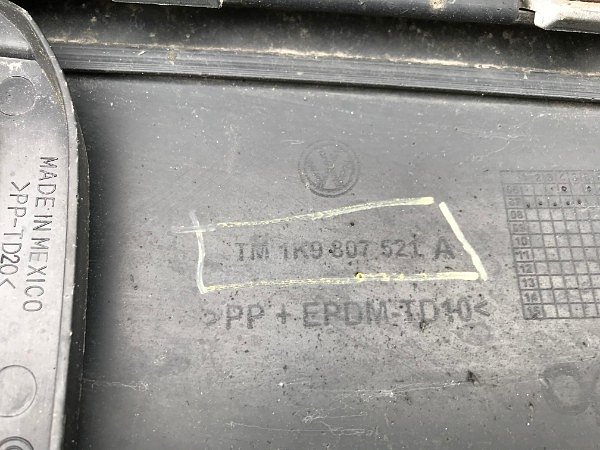 MADE IN MEXICO
>PP-TD20<
TM 1K9 807 521 A
>PP + EPDM-TD10<